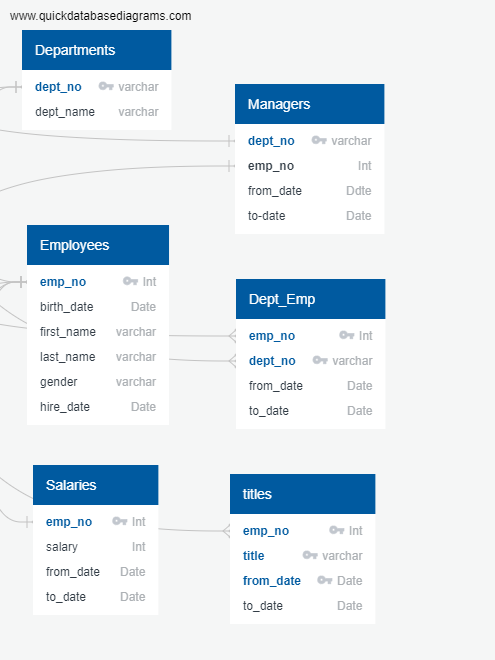 www.quickdatabasediagrams.com
Departments
dept_no varchar
dept_name varchar
Managers
dept_no varchar
emp_no Int
from_date Ddte
to-date Date
Employees
emp_no Int
birth_date Date
first_name varchar
last_name varchar
gender varchar
hire_date Date
Dept_Emp
emp_no Int
dept_no varchar
from_date Date
to_date Date
Salaries
emp_no Int
salary Int
from_date Date
to_date Date
titles
emp_no Int
title varchar
from_date Date
to_date Date